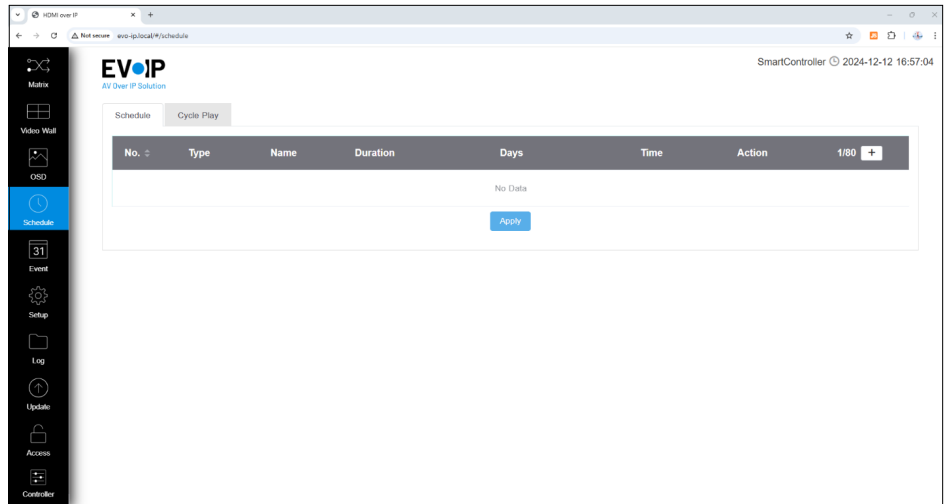 HDMI over IP
Not secure evo-ip.local/#/schedule
EVOIP
AV Over IP Solution
SmartController 2024-12-12 16:57:04
Matrix
Video Wall
OSD
Schedule
31
Event
Setup
Log
Update
Access
Controller
Schedule Cycle Play
No. Type Name Duration Days Time Action 1/80 +
No Data
Apply